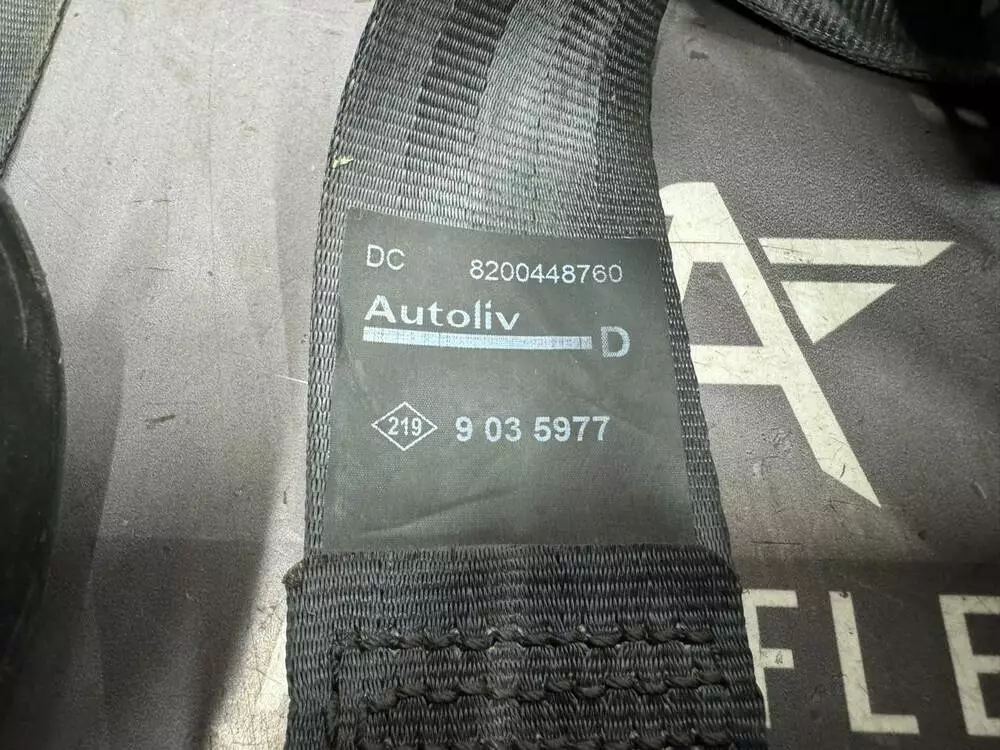 DC 8200448760
Autoliv
D
219 9 03 5977
FLE